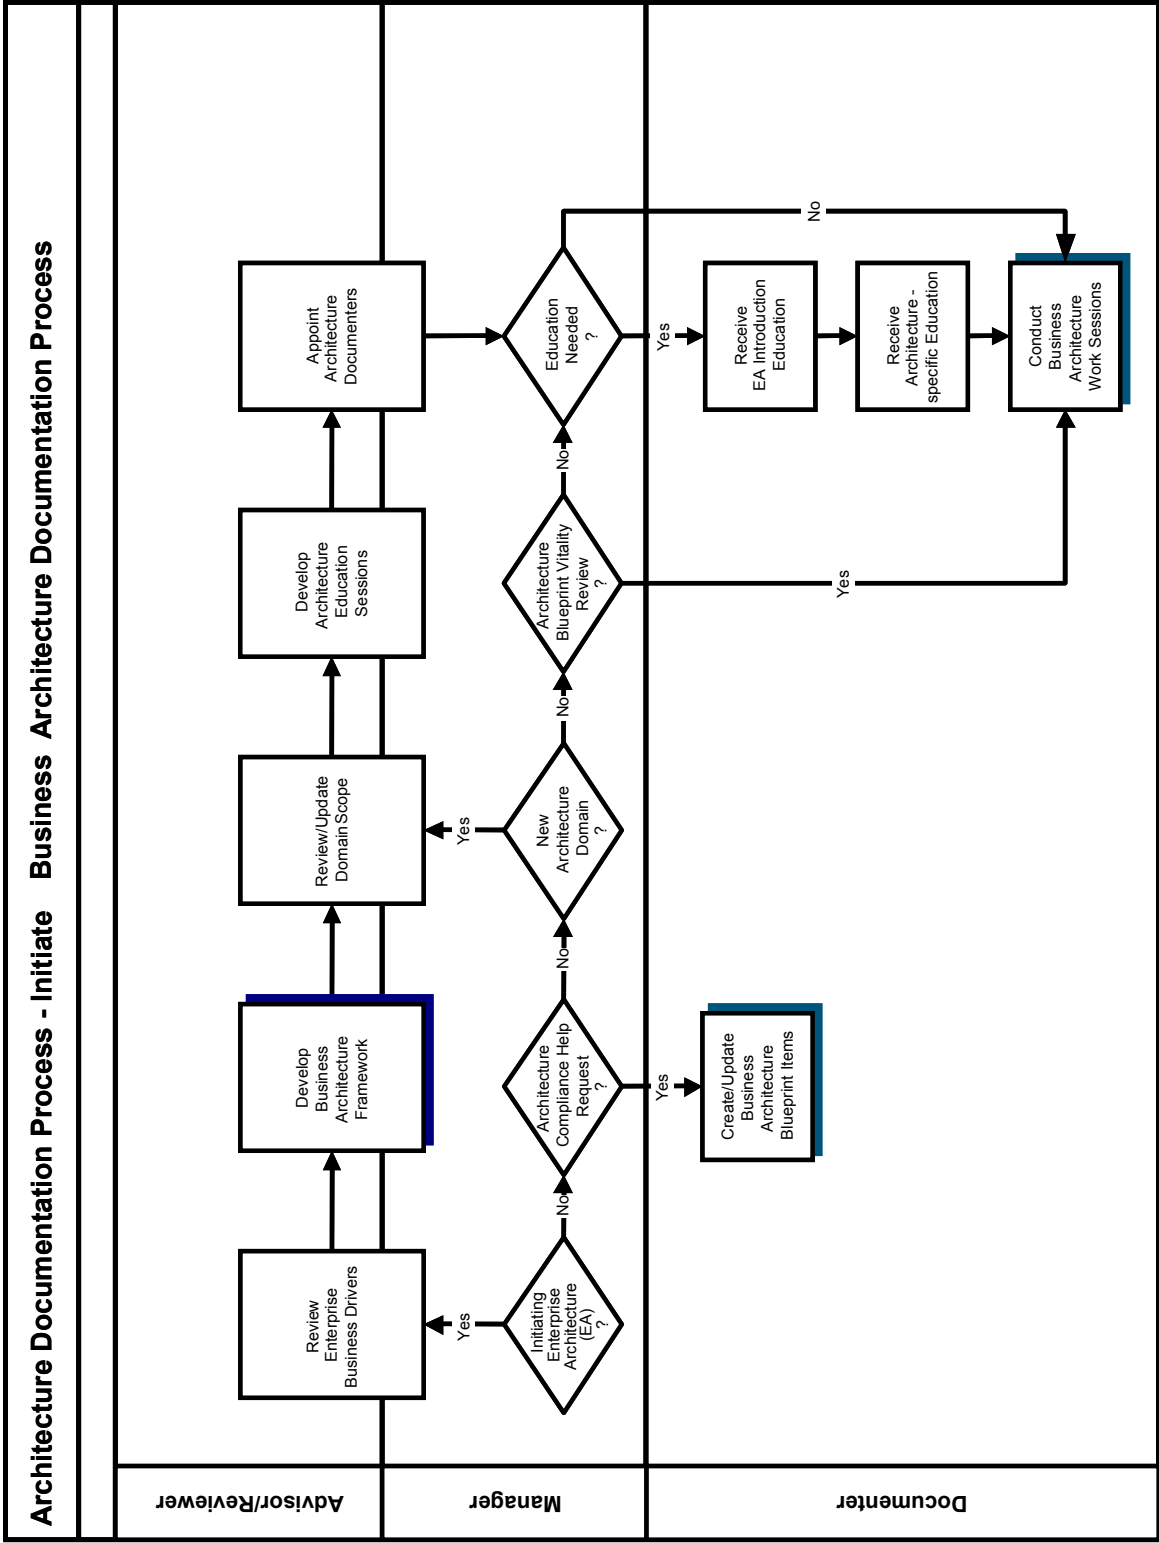 Architecture Documentation Process - Initiate Business Architecture Documentation Process
Advisor/Reviewer
Review
Enterprise
Business Drivers
Develop
Business
Architecture
Framework
Review/Update
Domain Scope
Develop
Architecture
Education
Sessions
Appoint
Architecture
Documenters
Yes
Yes
Manager
Initiating
Enterprise
Architecture
(EA)
?
No
Architecture
Compliance Help
Request
?
No
New
Architecture
Domain
?
No
Architecture
Blueprint Vitality
Review
?
No
Education
Needed
?
Yes
Yes
Yes
No
Documenter
Create/Update
Business
Architecture
Blueprint Items
Receive
EA Introduction
Education
Receive
Architecture -
specific Education
Conduct
Business
Architecture
Work Sessions